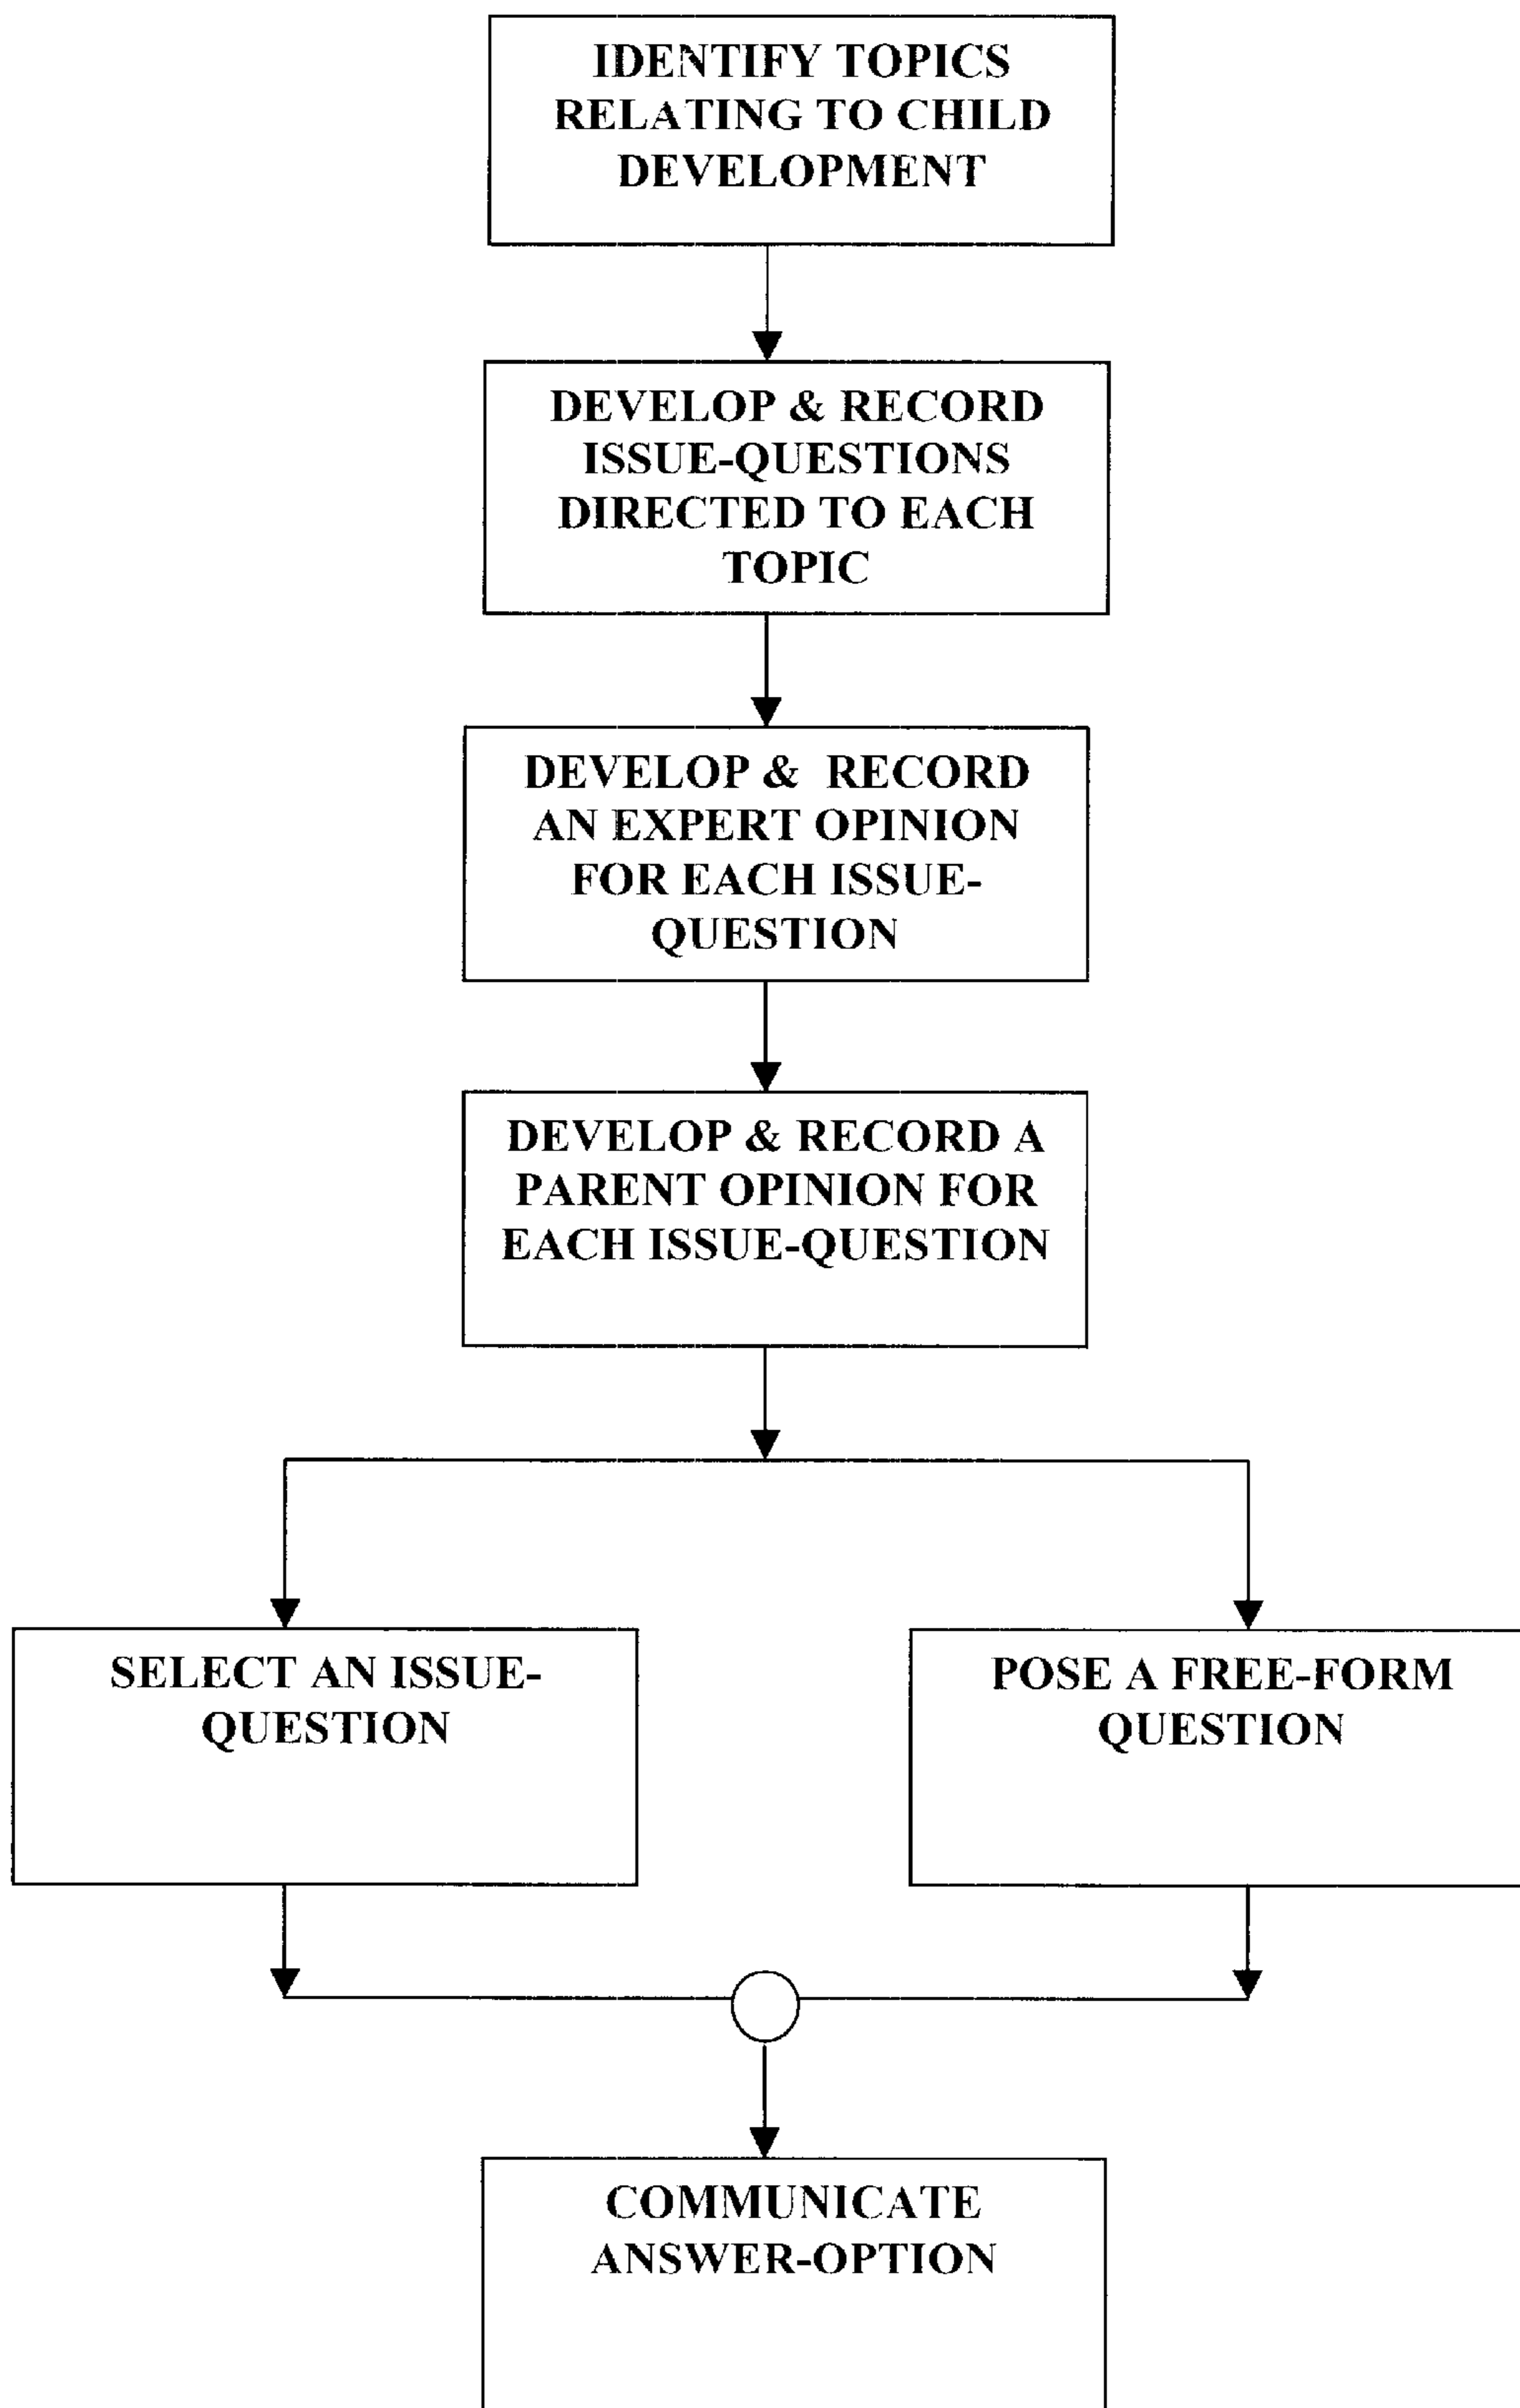 IDENTIFY TOPICS
RELATING TO CHILD
DEVELOPMENT
DEVELOP & RECORD
ISSUE-QUESTIONS
DIRECTED TO EACH
TOPIC
DEVELOP & RECORD
AN EXPERT OPINION
FOR EACH ISSUE-
QUESTION
DEVELOP & RECORD A
PARENT OPINION FOR
EACH ISSUE-QUESTION
SELECT AN ISSUE-
QUESTION
POSE A FREE-FORM
QUESTION
COMMUNICATE
ANSWER-OPTION